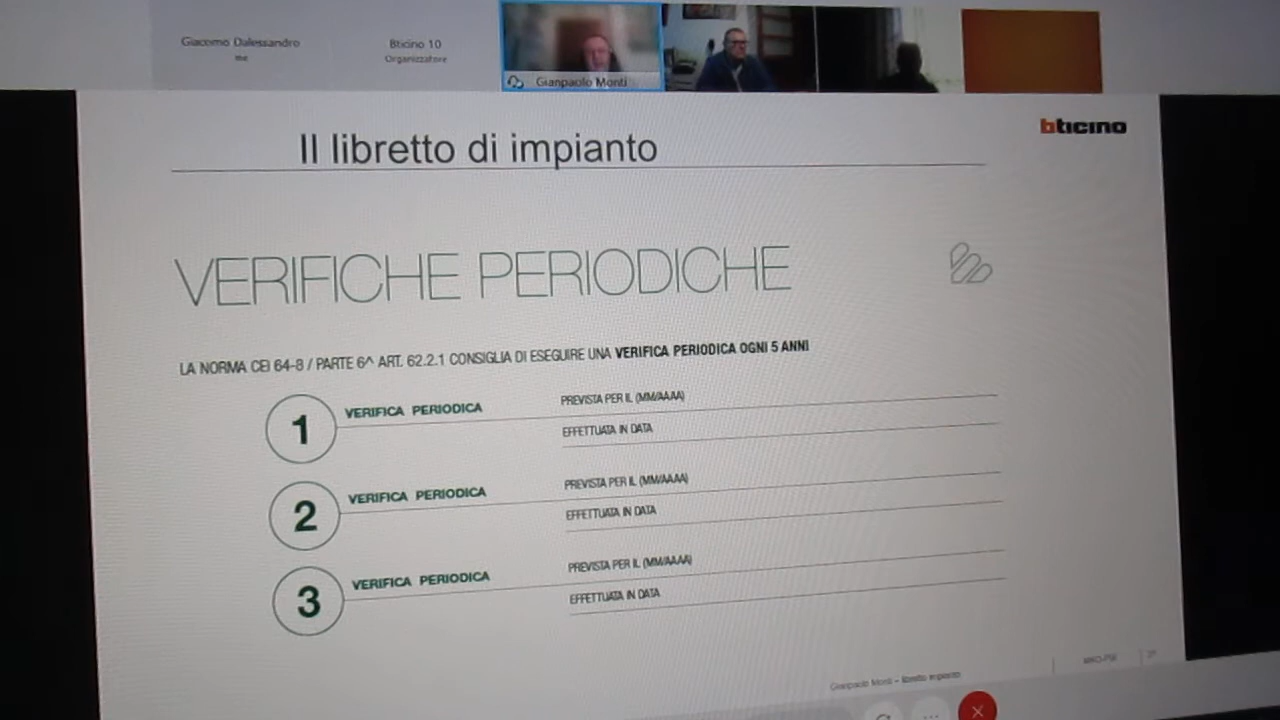 Giacomo Dalessandro
me
Bticino 10
Organizzatore
Gianpaolo Monti
Il libretto di impianto
bticino
VERIFICHE PERIODICHE
LA NORMA CEI 64-8 / PARTE 6^ ART. 62.2.1 CONSIGLIA DI ESEGUIRE UNA VERIFICA PERIODICA OGNI 5 ANNI
1 VERIFICA PERIODICA
PREVISTA PER IL (MM/AAAA)
EFFETTUATA IN DATA
2 VERIFICA PERIODICA
PREVISTA PER IL (MM/AAAA)
EFFETTUATA IN DATA
3 VERIFICA PERIODICA
PREVISTA PER IL (MM/AAAA)
EFFETTUATA IN DATA
Gianpaolo Monti - libretto impianto